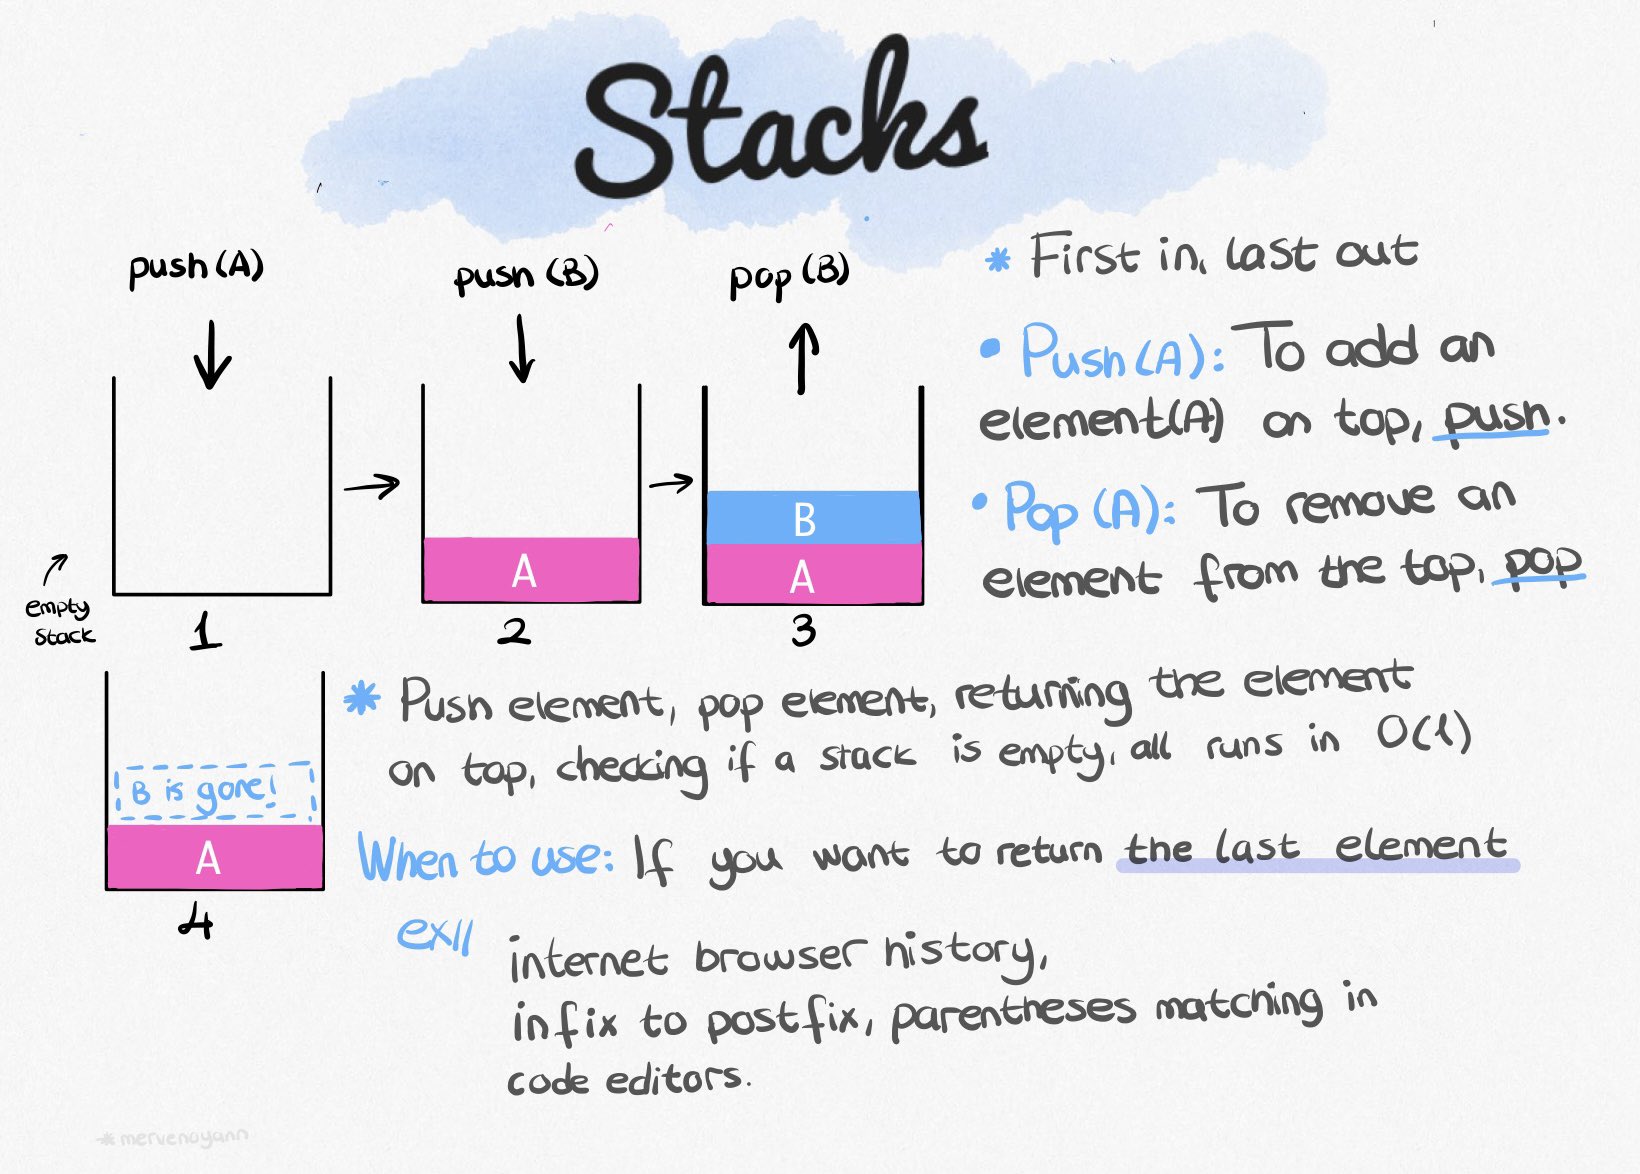 Stacks
push(A)
push (B)
pop (B)
empty
stack
1
A
2
B
A
3
* First in, last out
• Push(A): To add an
element(A) on top, push.
• Pop (A): To remove an
element from the top, pop
B is gone!
A
4
* Push element, pop element, returning the element
on top, checking if a stack is empty, all runs in O(1)
When to use: If you want to return the last element
ex//
internet browser history,
infix to postfix, parentheses matching in
code editors.
*mervenoyann